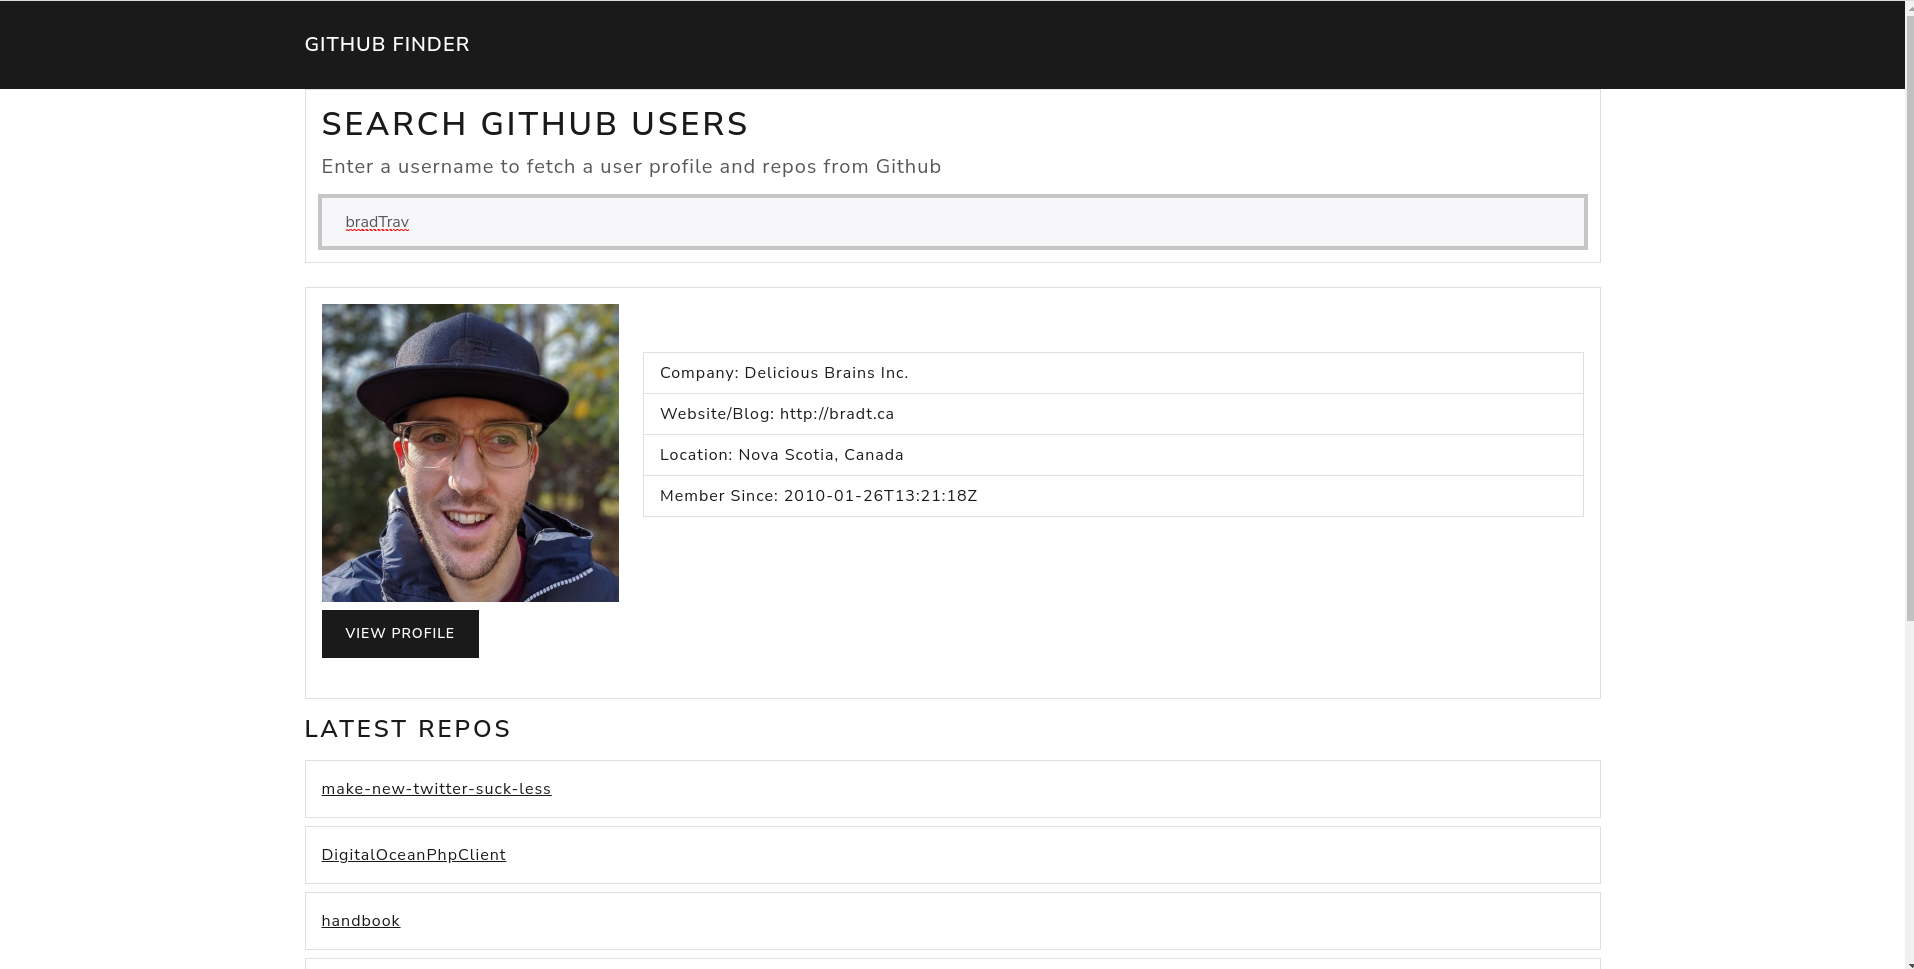 GITHUB FINDER
SEARCH GITHUB USERS
Enter a username to fetch a user profile and repos from Github
bradTrav
Company: Delicious Brains Inc.
Website/Blog: http://bradt.ca
Location: Nova Scotia, Canada
Member Since: 2010-01-26T13:21:18Z
VIEW PROFILE
LATEST REPOS
make-new-twitter-suck-less
DigitalOceanPhpClient
handbook